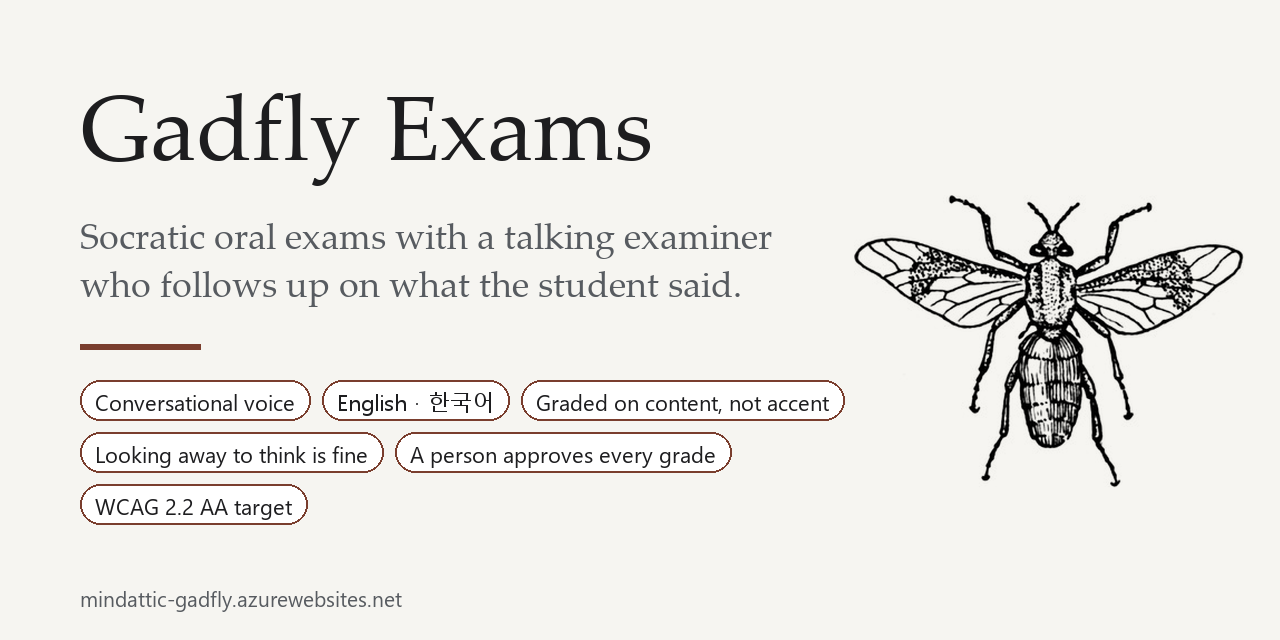 Gadfly Exams
Socratic oral exams with a talking examiner
who follows up on what the student said.
Conversational voice
English · 한국어
Graded on content, not accent
Looking away to think is fine
A person approves every grade
WCAG 2.2 AA target
mindattic-gadfly.azurewebsites.net